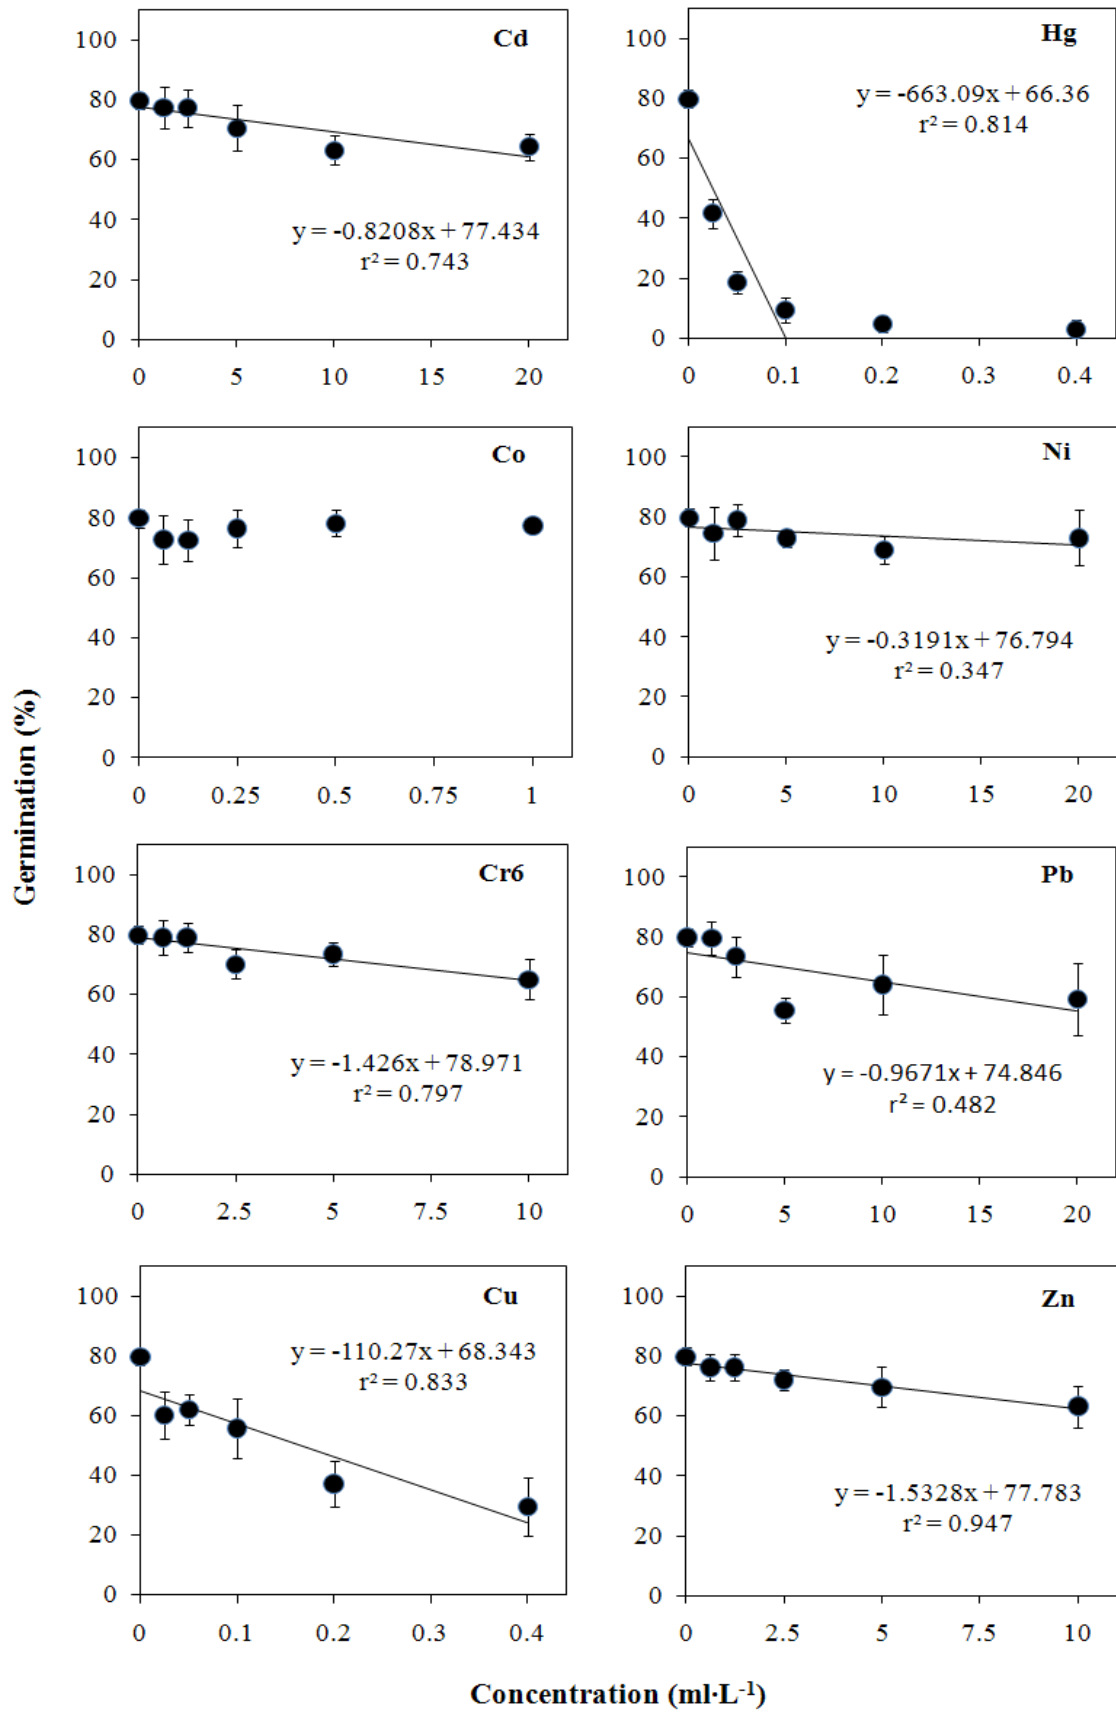 Germination (%)
Cd
100
80
60
40
20
0
y = -0.8208x + 77.434
r² = 0.743
0 5 10 15 20
Hg
100
80
60
40
20
0
y = -663.09x + 66.36
r² = 0.814
0 0.1 0.2 0.3 0.4
Co
100
80
60
40
20
0
0 0.25 0.5 0.75 1
Ni
100
80
60
40
20
0
y = -0.3191x + 76.794
r² = 0.347
0 5 10 15 20
Cr6
100
80
60
40
20
0
y = -1.426x + 78.971
r² = 0.797
0 2.5 5 7.5 10
Pb
100
80
60
40
20
0
y = -0.9671x + 74.846
r² = 0.482
0 5 10 15 20
Cu
100
80
60
40
20
0
y = -110.27x + 68.343
r² = 0.833
0 0.1 0.2 0.3 0.4
Zn
100
80
60
40
20
0
y = -1.5328x + 77.783
r² = 0.947
0 2.5 5 7.5 10
Concentration (ml·L⁻¹)